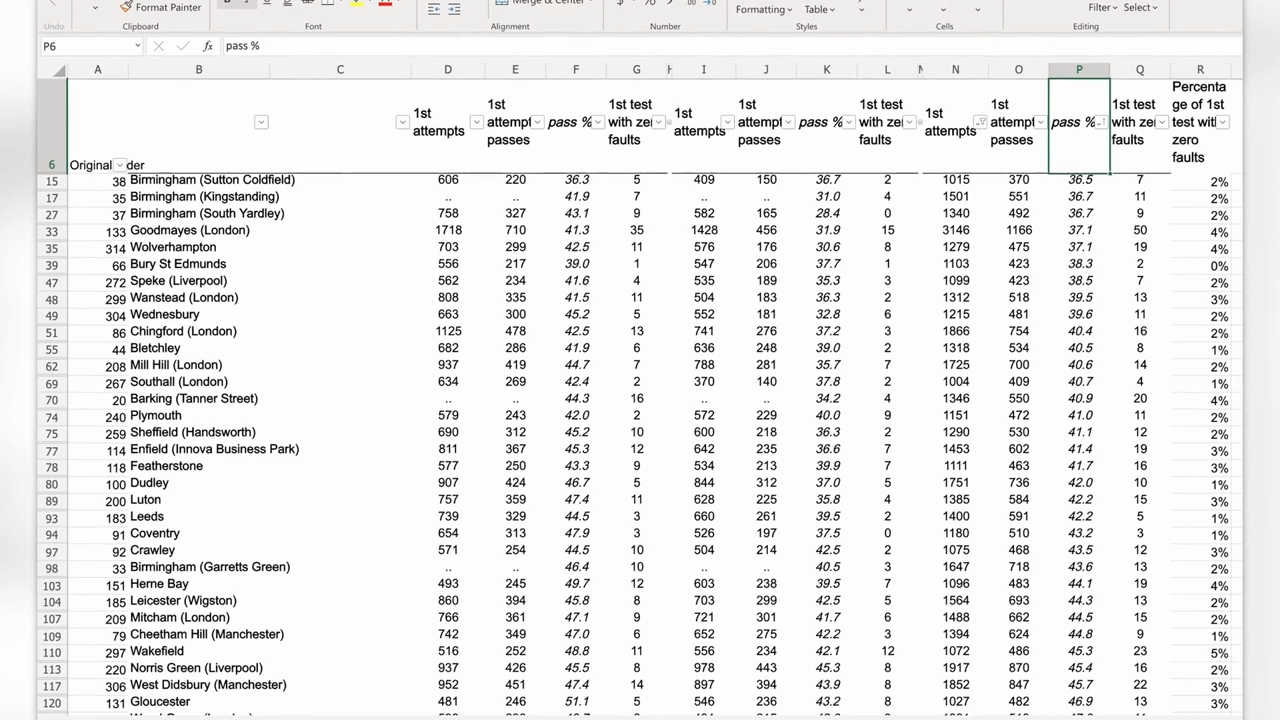 Format Painter Merge & Center Formatting Table Filter Select
Undo Clipboard Font Alignment Number Styles Cells Editing
P6 fx pass %
A B C D E F G H I J K L M N O P Q R
6 Original order 1st attempts 1st attempt passes pass % 1st test with zero faults 1st attempts 1st attempt passes pass % 1st test with zero faults 1st attempts 1st attempt passes pass % 1st test with zero faults Percentage of 1st test with zero faults
15 38 Birmingham (Sutton Coldfield) 606 220 36.3 5 409 150 36.7 2 1015 370 36.5 7 2%
17 35 Birmingham (Kingstanding) .. .. 41.9 7 .. .. 31.0 4 1501 551 36.7 11 2%
27 37 Birmingham (South Yardley) 758 327 43.1 9 582 165 28.4 0 1340 492 36.7 9 2%
33 133 Goodmayes (London) 1718 710 41.3 35 1428 456 31.9 15 3146 1166 37.1 50 4%
35 314 Wolverhampton 703 299 42.5 11 576 176 30.6 8 1279 475 37.1 19 4%
39 66 Bury St Edmunds 556 217 39.0 1 547 206 37.7 1 1103 423 38.3 2 0%
47 272 Speke (Liverpool) 562 234 41.6 4 535 189 35.3 3 1099 423 38.5 7 2%
48 299 Wanstead (London) 808 335 41.5 11 504 183 36.3 2 1312 518 39.5 13 3%
49 304 Wednesbury 663 300 45.2 5 552 181 32.8 6 1215 481 39.6 11 2%
51 86 Chingford (London) 1125 478 42.5 13 741 276 37.2 3 1866 754 40.4 16 2%
55 44 Bletchley 682 286 41.9 6 636 248 39.0 2 1318 534 40.5 8 1%
62 208 Mill Hill (London) 937 419 44.7 7 788 281 35.7 7 1725 700 40.6 14 2%
69 267 Southall (London) 634 269 42.4 2 370 140 37.8 2 1004 409 40.7 4 1%
70 20 Barking (Tanner Street) .. .. 44.3 16 .. .. 34.2 4 1346 550 40.9 20 4%
74 240 Plymouth 579 243 42.0 2 572 229 40.0 9 1151 472 41.0 11 2%
75 259 Sheffield (Handsworth) 690 312 45.2 10 600 218 36.3 2 1290 530 41.1 12 2%
77 114 Enfield (Innova Business Park) 811 367 45.3 12 642 235 36.6 7 1453 602 41.4 19 3%
78 118 Featherstone 577 250 43.3 9 534 213 39.9 7 1111 463 41.7 16 3%
80 100 Dudley 907 424 46.7 5 844 312 37.0 5 1751 736 42.0 10 1%
89 200 Luton 757 359 47.4 11 628 225 35.8 4 1385 584 42.2 15 3%
93 183 Leeds 739 329 44.5 3 660 261 39.5 2 1400 591 42.2 5 1%
94 91 Coventry 654 313 47.9 3 526 197 37.5 0 1180 510 43.2 3 1%
97 92 Crawley 571 254 44.5 10 504 214 42.5 2 1075 468 43.5 12 3%
98 33 Birmingham (Garretts Green) .. .. 46.4 10 .. .. 40.5 3 1647 718 43.6 13 2%
103 151 Herne Bay 493 245 49.7 12 603 238 39.5 7 1096 483 44.1 19 4%
104 185 Leicester (Wigston) 860 394 45.8 8 703 299 42.5 5 1564 693 44.3 13 2%
107 209 Mitcham (London) 766 361 47.1 9 721 301 41.7 6 1488 662 44.5 15 2%
109 79 Cheetham Hill (Manchester) 742 349 47.0 6 652 275 42.2 3 1394 624 44.8 9 1%
110 297 Wakefield 516 252 48.8 11 556 234 42.1 12 1072 486 45.3 23 5%
113 220 Norris Green (Liverpool) 937 426 45.5 8 978 443 45.3 8 1917 870 45.4 16 2%
117 306 West Didsbury (Manchester) 952 451 47.4 14 897 394 43.9 8 1852 847 45.7 22 3%
120 131 Gloucester 481 246 51.1 5 546 236 43.2 8 1027 482 46.9 13 3%